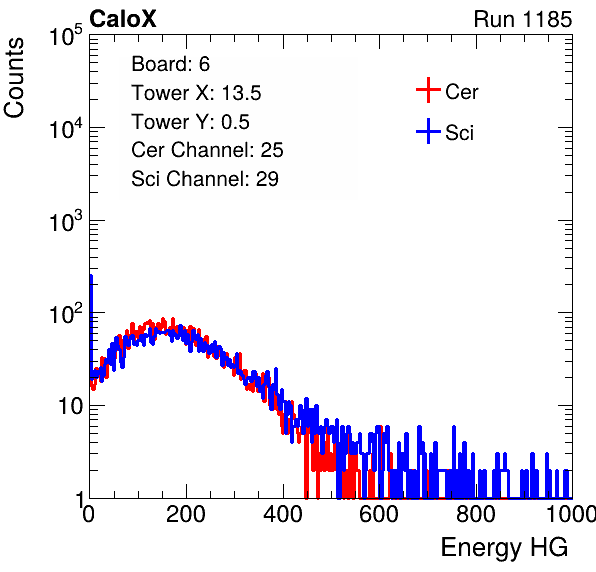 CaloX Run 1185
Counts
Board: 6
Tower X: 13.5
Tower Y: 0.5
Cer Channel: 25
Sci Channel: 29
Cer
Sci
10^5
10^4
10^3
10^2
10
1
0 200 400 600 800 1000
Energy HG